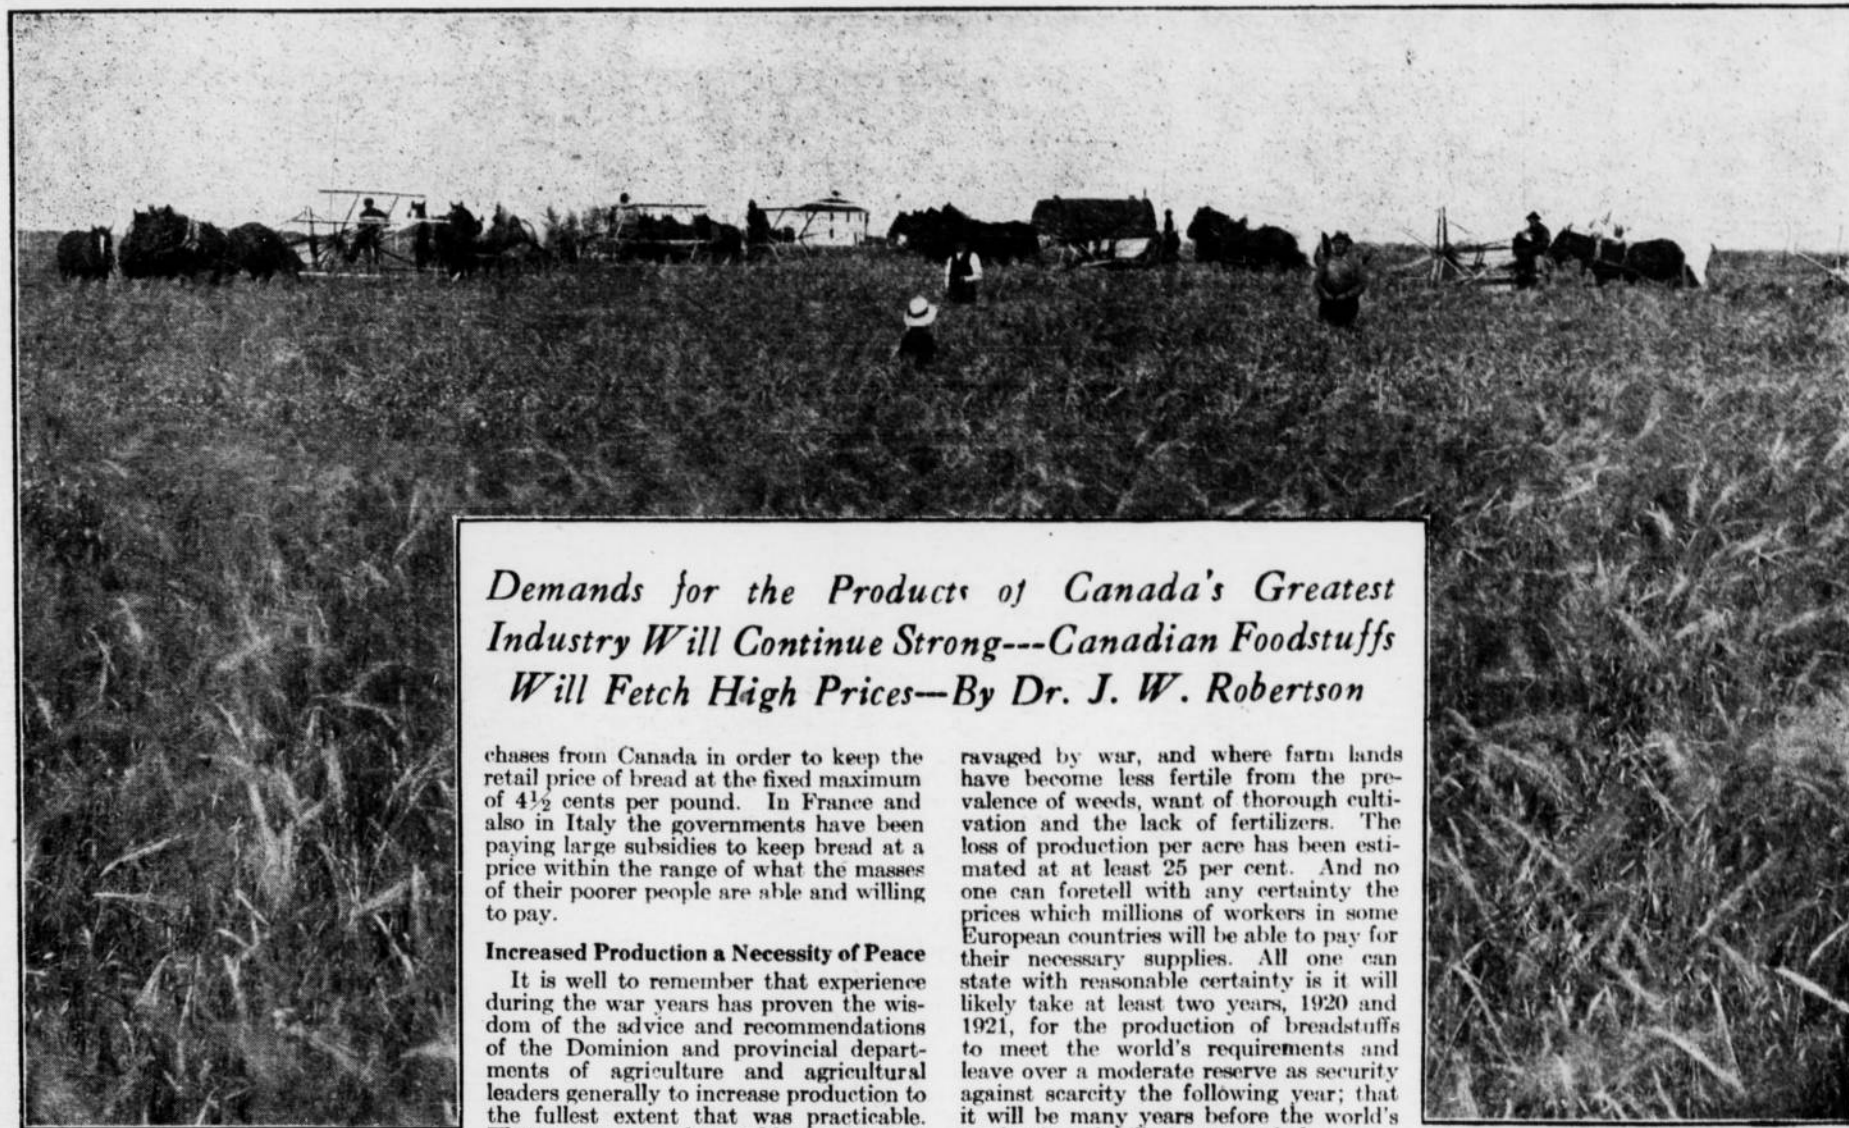 Demands for the Products of Canada's Greatest
Industry Will Continue Strong---Canadian Foodstuffs
Will Fetch High Prices—By Dr. J. W. Robertson
chases from Canada in order to keep the
retail price of bread at the fixed maximum
of 4½ cents per pound. In France and
also in Italy the governments have been
paying large subsidies to keep bread at a
price within the range of what the masses
of their poorer people are able and willing
to pay.
Increased Production a Necessity of Peace
It is well to remember that experience
during the war years has proven the wis-
dom of the advice and recommendations
of the Dominion and provincial depart-
ments of agriculture and agricultural
leaders generally to increase production to
the fullest extent that was practicable.
ravaged by war, and where farm lands
have become less fertile from the pre-
valence of weeds, want of thorough culti-
vation and the lack of fertilizers. The
loss of production per acre has been esti-
mated at at least 25 per cent. And no
one can foretell with any certainty the
prices which millions of workers in some
European countries will be able to pay for
their necessary supplies. All one can
state with reasonable certainty is it will
likely take at least two years, 1920 and
1921, for the production of breadstuffs
to meet the world's requirements and
leave over a moderate reserve as security
against scarcity the following year; that
it will be many years before the world's